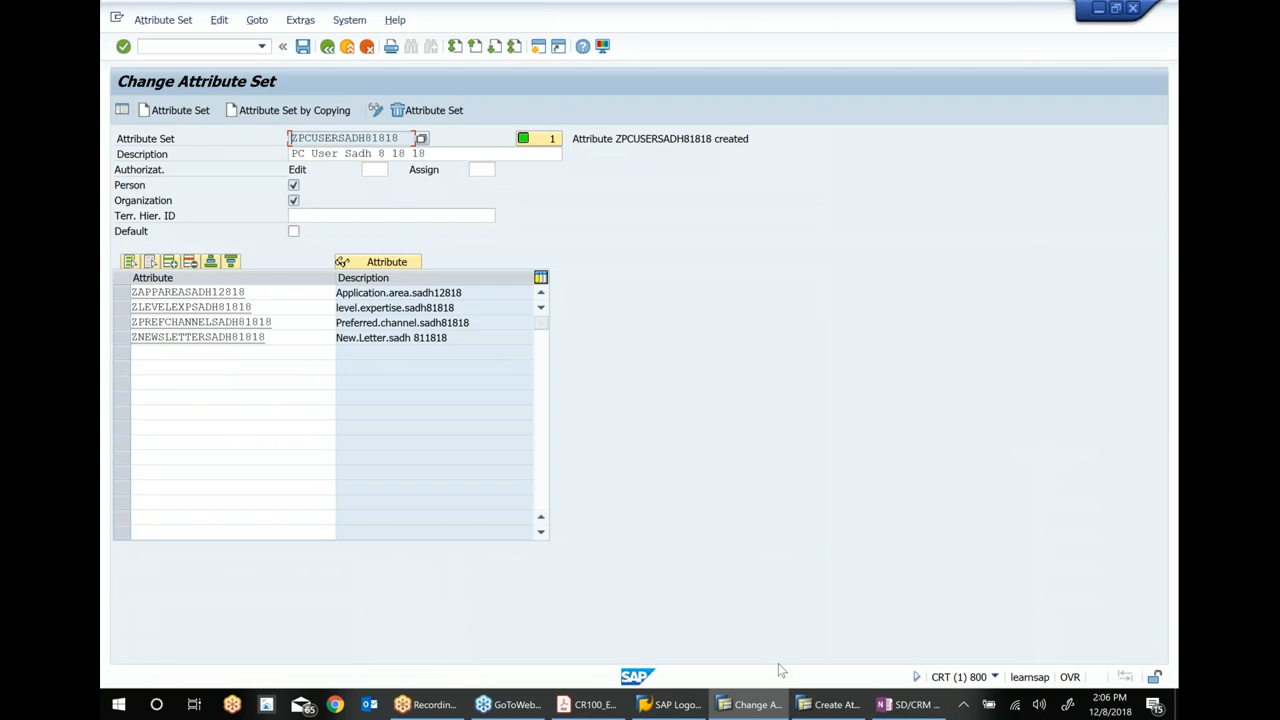 Attribute Set Edit Goto Extras System Help
Change Attribute Set
Attribute Set Attribute Set by Copying Attribute Set
Attribute Set ZPCUSERSADH81818 1 Attribute ZPCUSERSADH81818 created
Description PC User Sadh 8 18 18
Authorizat. Edit Assign
Person
Organization
Terr. Hier. ID
Default
Attribute
Attribute Description
ZAPPAREASADH12818 Application.area.sadh12818
ZLEVELEXPSADH81818 level.expertise.sadh81818
ZPREFCHANNELSADH81818 Preferred.channel.sadh81818
ZNEWSLETTERSADH81818 New.Letter.sadh 811818
SAP CRT (1) 800 learnsap OVR
65 Recordin... GoToWeb... CR100_E... SAP Logo... Change A... Create At... SD/CRM ... 2:06 PM
12/8/2018 15